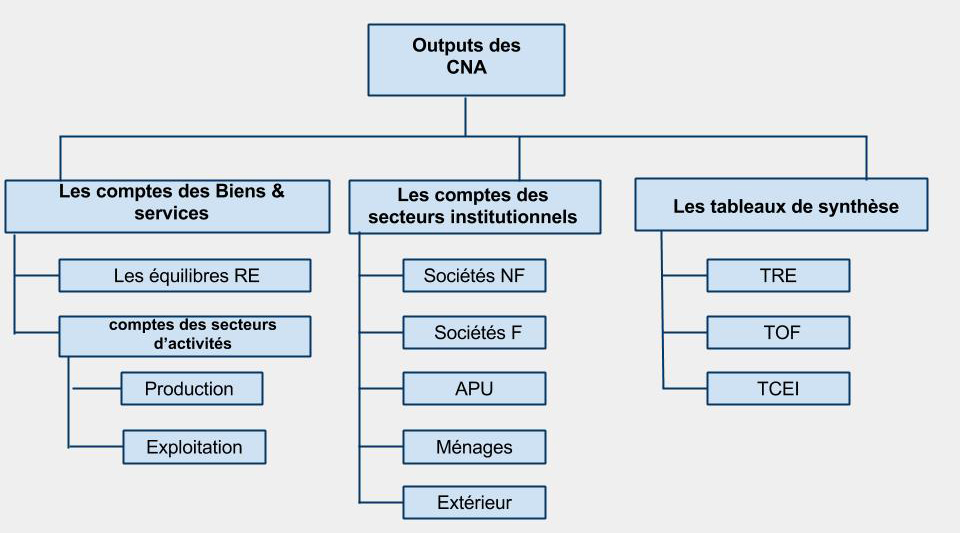 Outputs des
CNA
Les comptes des Biens &
services
Les équilibres RE
comptes des secteurs
d’activités
Production
Exploitation
Les comptes des
secteurs institutionnels
Sociétés NF
Sociétés F
APU
Ménages
Extérieur
Les tableaux de synthèse
TRE
TOF
TCEI